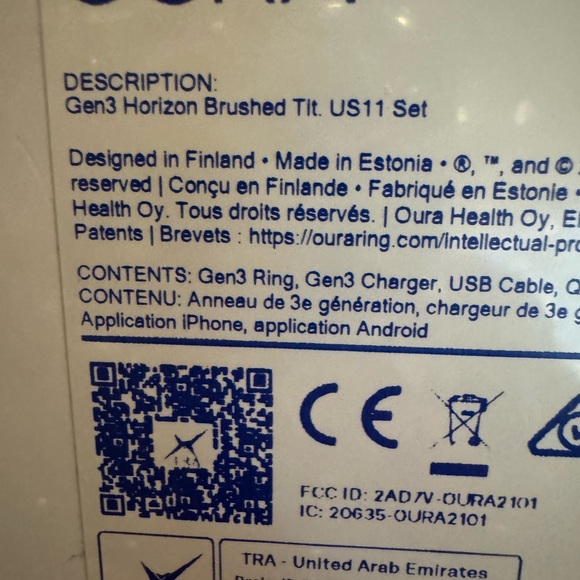 DESCRIPTION:
Gen3 Horizon Brushed Tit. US11 Set
Designed in Finland • Made in Estonia • ®, ™, and ©
reserved | Conçu en Finlande • Fabriqué en Estonie •
Health Oy. Tous droits réservés. | Oura Health Oy,
Patents | Brevets : https://ouraring.com/intellectual-pro
CONTENTS: Gen3 Ring, Gen3 Charger, USB Cable, Q
CONTENU: Anneau de 3e génération, chargeur de 3e g
Application iPhone, application Android
CE
FCC ID: 2AD7V-OURA2101
IC: 20635-OURA2101
TRA - United Arab Emirates